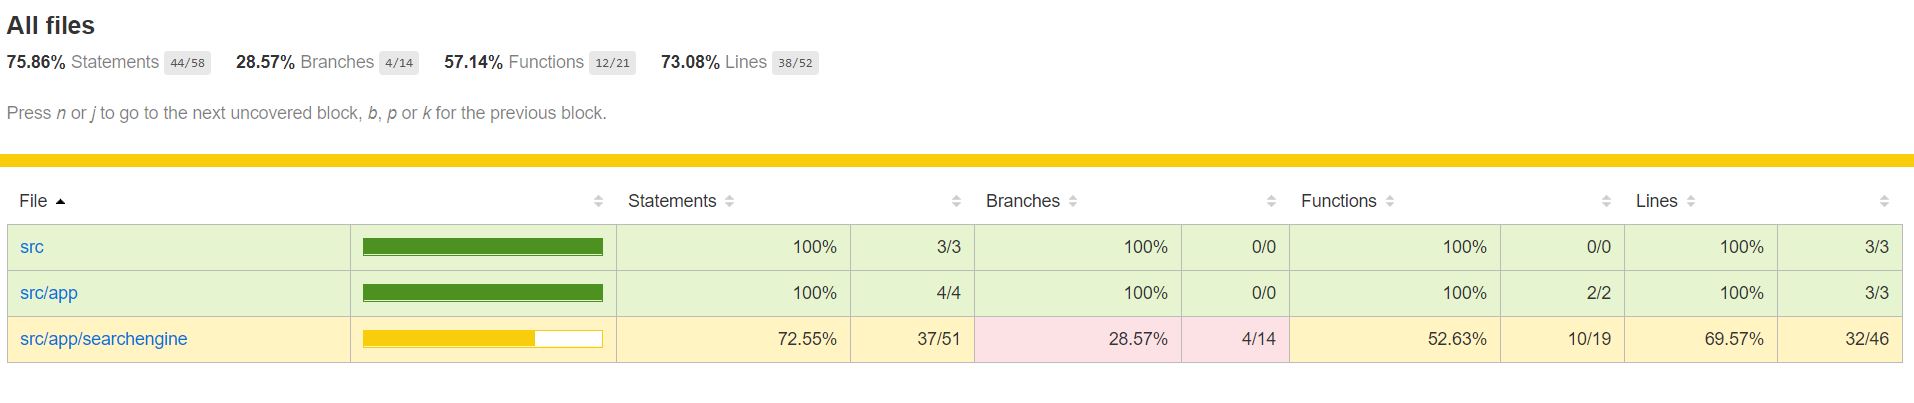 All files
75.86% Statements 44/58 28.57% Branches 4/14 57.14% Functions 12/21 73.08% Lines 38/52
Press n or j to go to the next uncovered block, b, p or k for the previous block.
File Statements Branches Functions Lines
src 100% 3/3 100% 0/0 100% 0/0 100% 3/3
src/app 100% 4/4 100% 0/0 100% 2/2 100% 3/3
src/app/searchengine 72.55% 37/51 28.57% 4/14 52.63% 10/19 69.57% 32/46